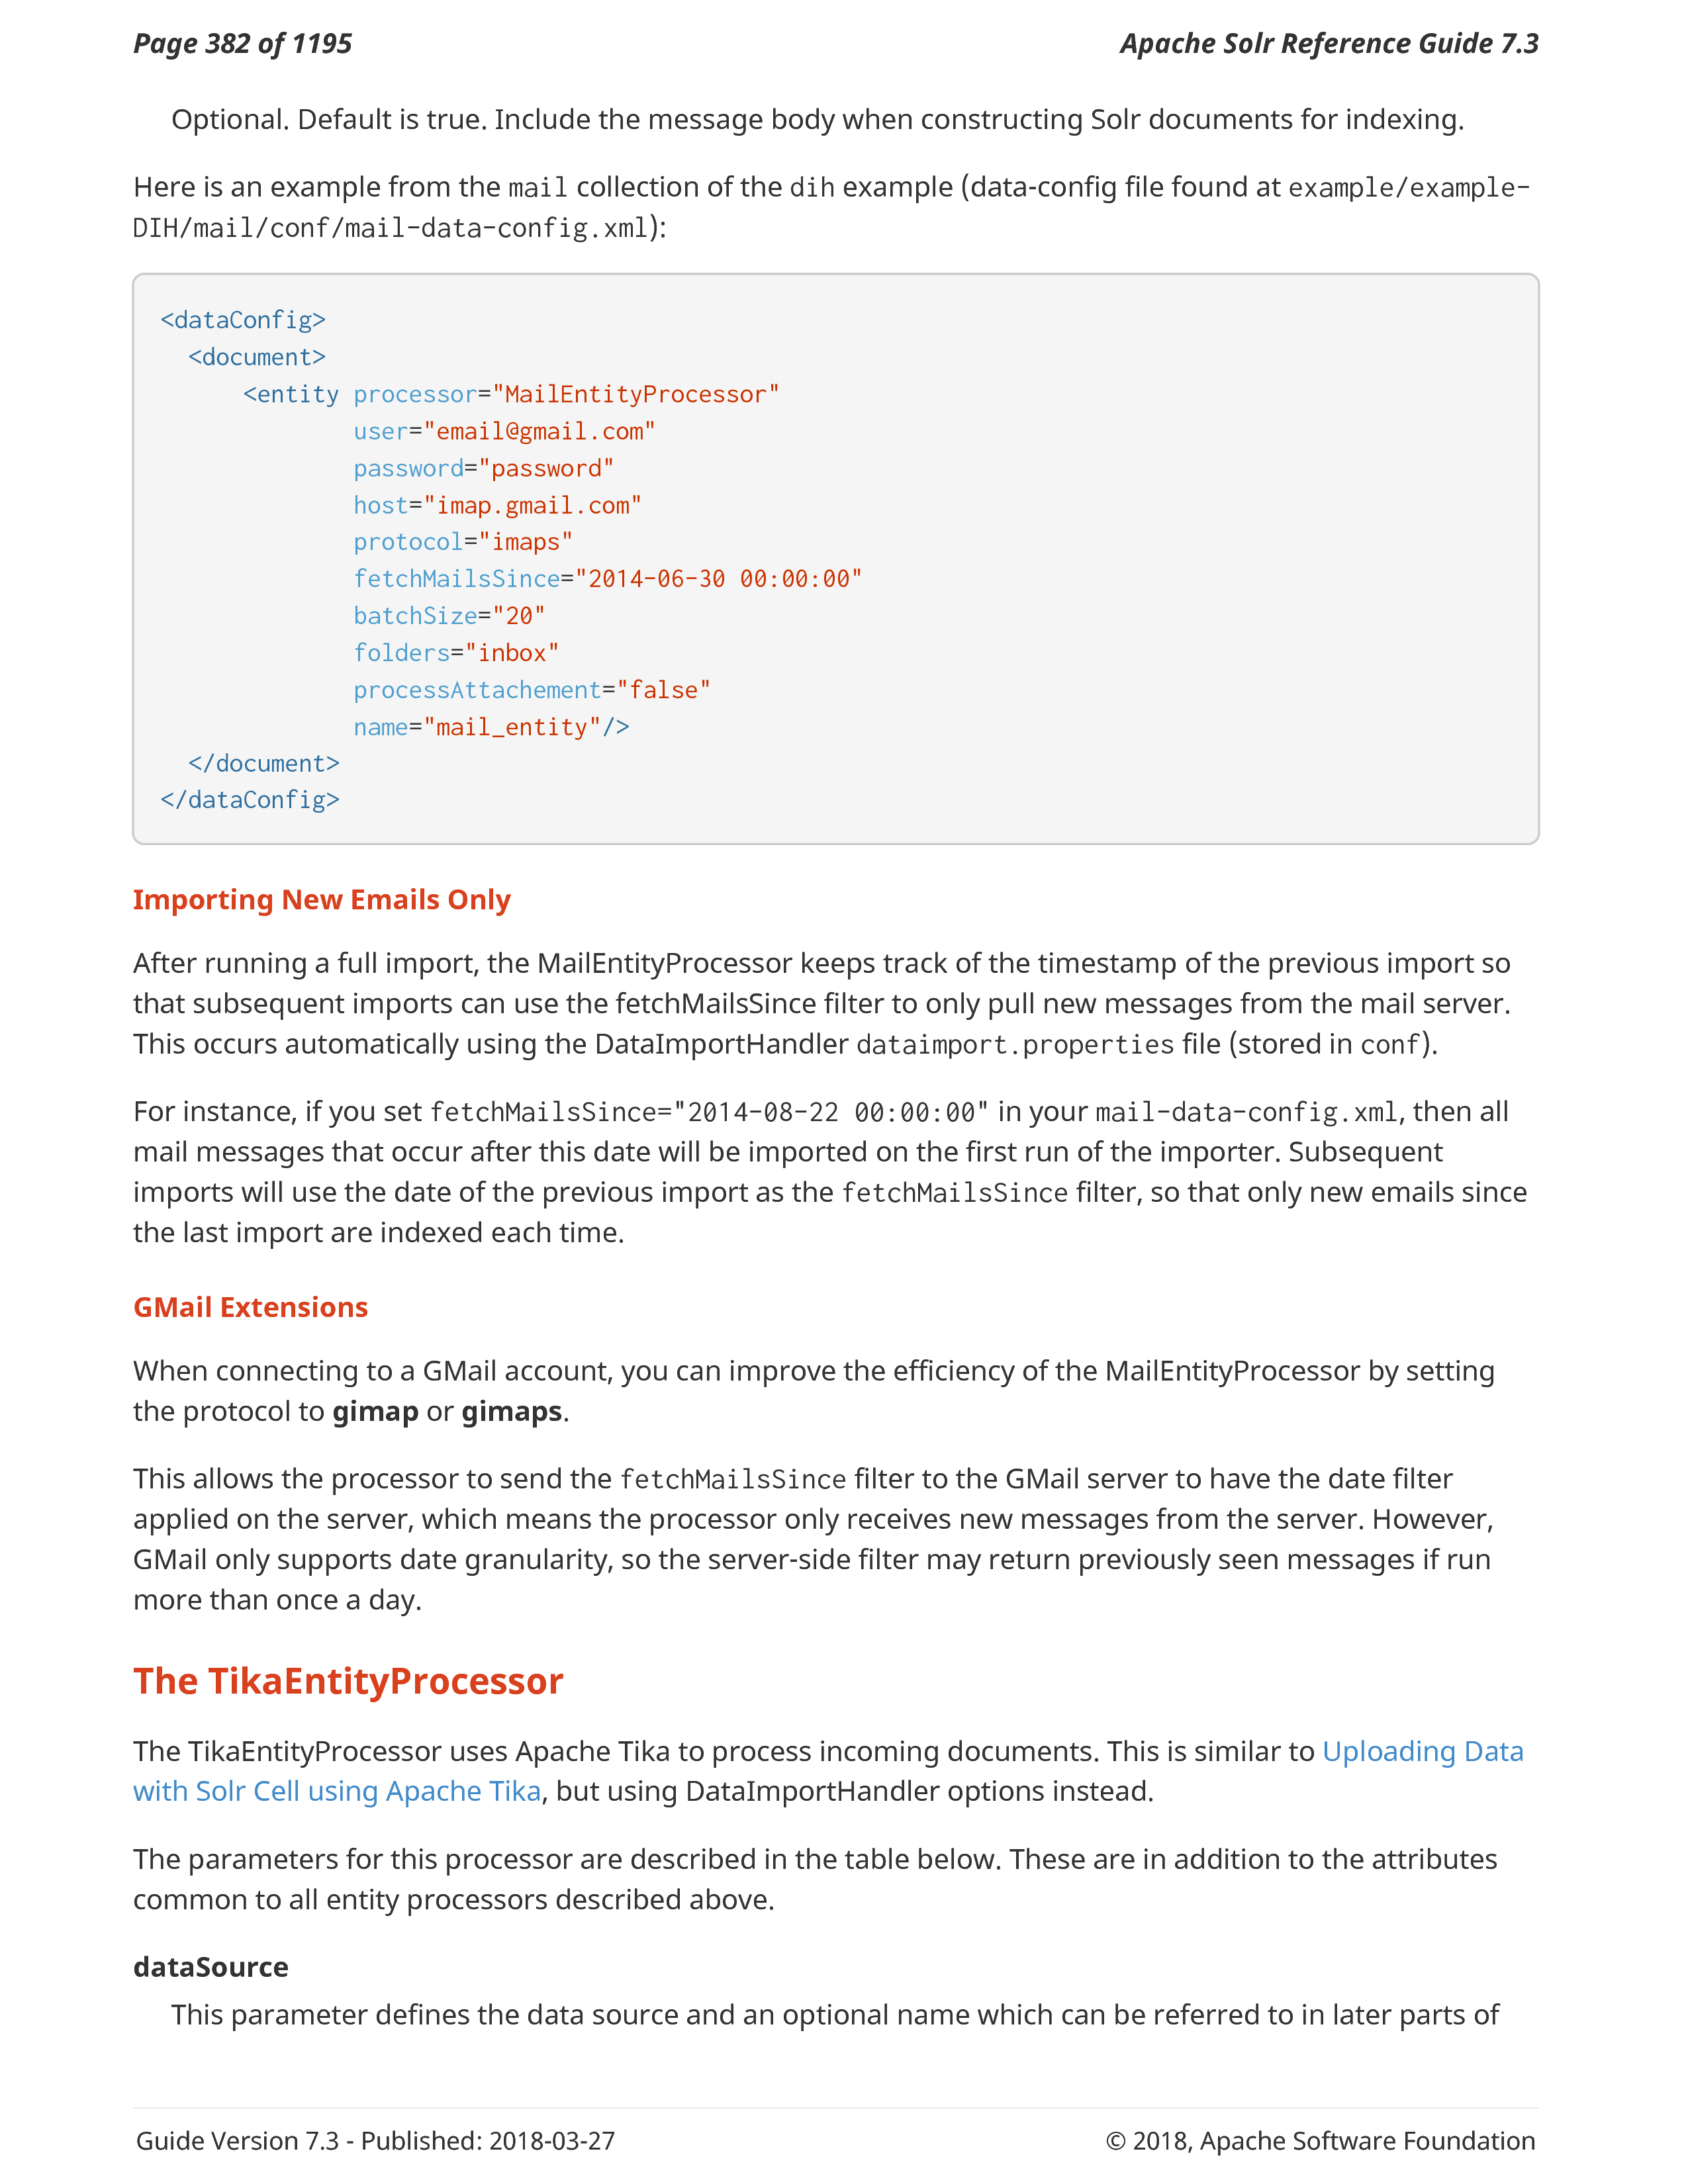 Page 382 of 1195
Apache Solr Reference Guide 7.3
Optional. Default is true. Include the message body when constructing Solr documents for indexing.
Here is an example from the mail collection of the dih example (data-config file found at example/example-
DIH/mail/conf/mail-data-config.xml):
<dataConfig>
  <document>
      <entity processor="MailEntityProcessor"
              user="email@gmail.com"
              password="password"
              host="imap.gmail.com"
              protocol="imaps"
              fetchMailsSince="2014-06-30 00:00:00"
              batchSize="20"
              folders="inbox"
              processAttachement="false"
              name="mail_entity"/>
  </document>
</dataConfig>
Importing New Emails Only
After running a full import, the MailEntityProcessor keeps track of the timestamp of the previous import so
that subsequent imports can use the fetchMailsSince filter to only pull new messages from the mail server.
This occurs automatically using the DataImportHandler dataimport.properties file (stored in conf).
For instance, if you set fetchMailsSince="2014-08-22 00:00:00" in your mail-data-config.xml, then all
mail messages that occur after this date will be imported on the first run of the importer. Subsequent
imports will use the date of the previous import as the fetchMailsSince filter, so that only new emails since
the last import are indexed each time.
GMail Extensions
When connecting to a GMail account, you can improve the efficiency of the MailEntityProcessor by setting
the protocol to gimap or gimaps.
This allows the processor to send the fetchMailsSince filter to the GMail server to have the date filter
applied on the server, which means the processor only receives new messages from the server. However,
GMail only supports date granularity, so the server-side filter may return previously seen messages if run
more than once a day.
The TikaEntityProcessor
The TikaEntityProcessor uses Apache Tika to process incoming documents. This is similar to Uploading Data
with Solr Cell using Apache Tika, but using DataImportHandler options instead.
The parameters for this processor are described in the table below. These are in addition to the attributes
common to all entity processors described above.
dataSource
This parameter defines the data source and an optional name which can be referred to in later parts of
Guide Version 7.3 - Published: 2018-03-27
© 2018, Apache Software Foundation